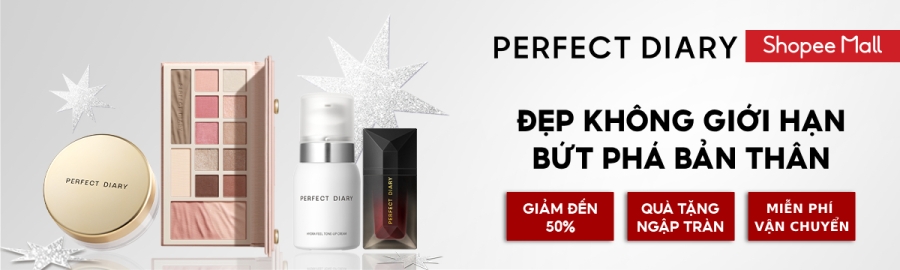 PERFECT DIARY
Shopee Mall
ĐẸP KHÔNG GIỚI HẠN
BỨT PHÁ BẢN THÂN
GIẢM ĐẾN
50%
QUÀ TẶNG
NGẬP TRÀN
MIỄN PHÍ
VẬN CHUYỂN
PERFECT DIARY
PERFECT DIARY
PERFECT DIARY